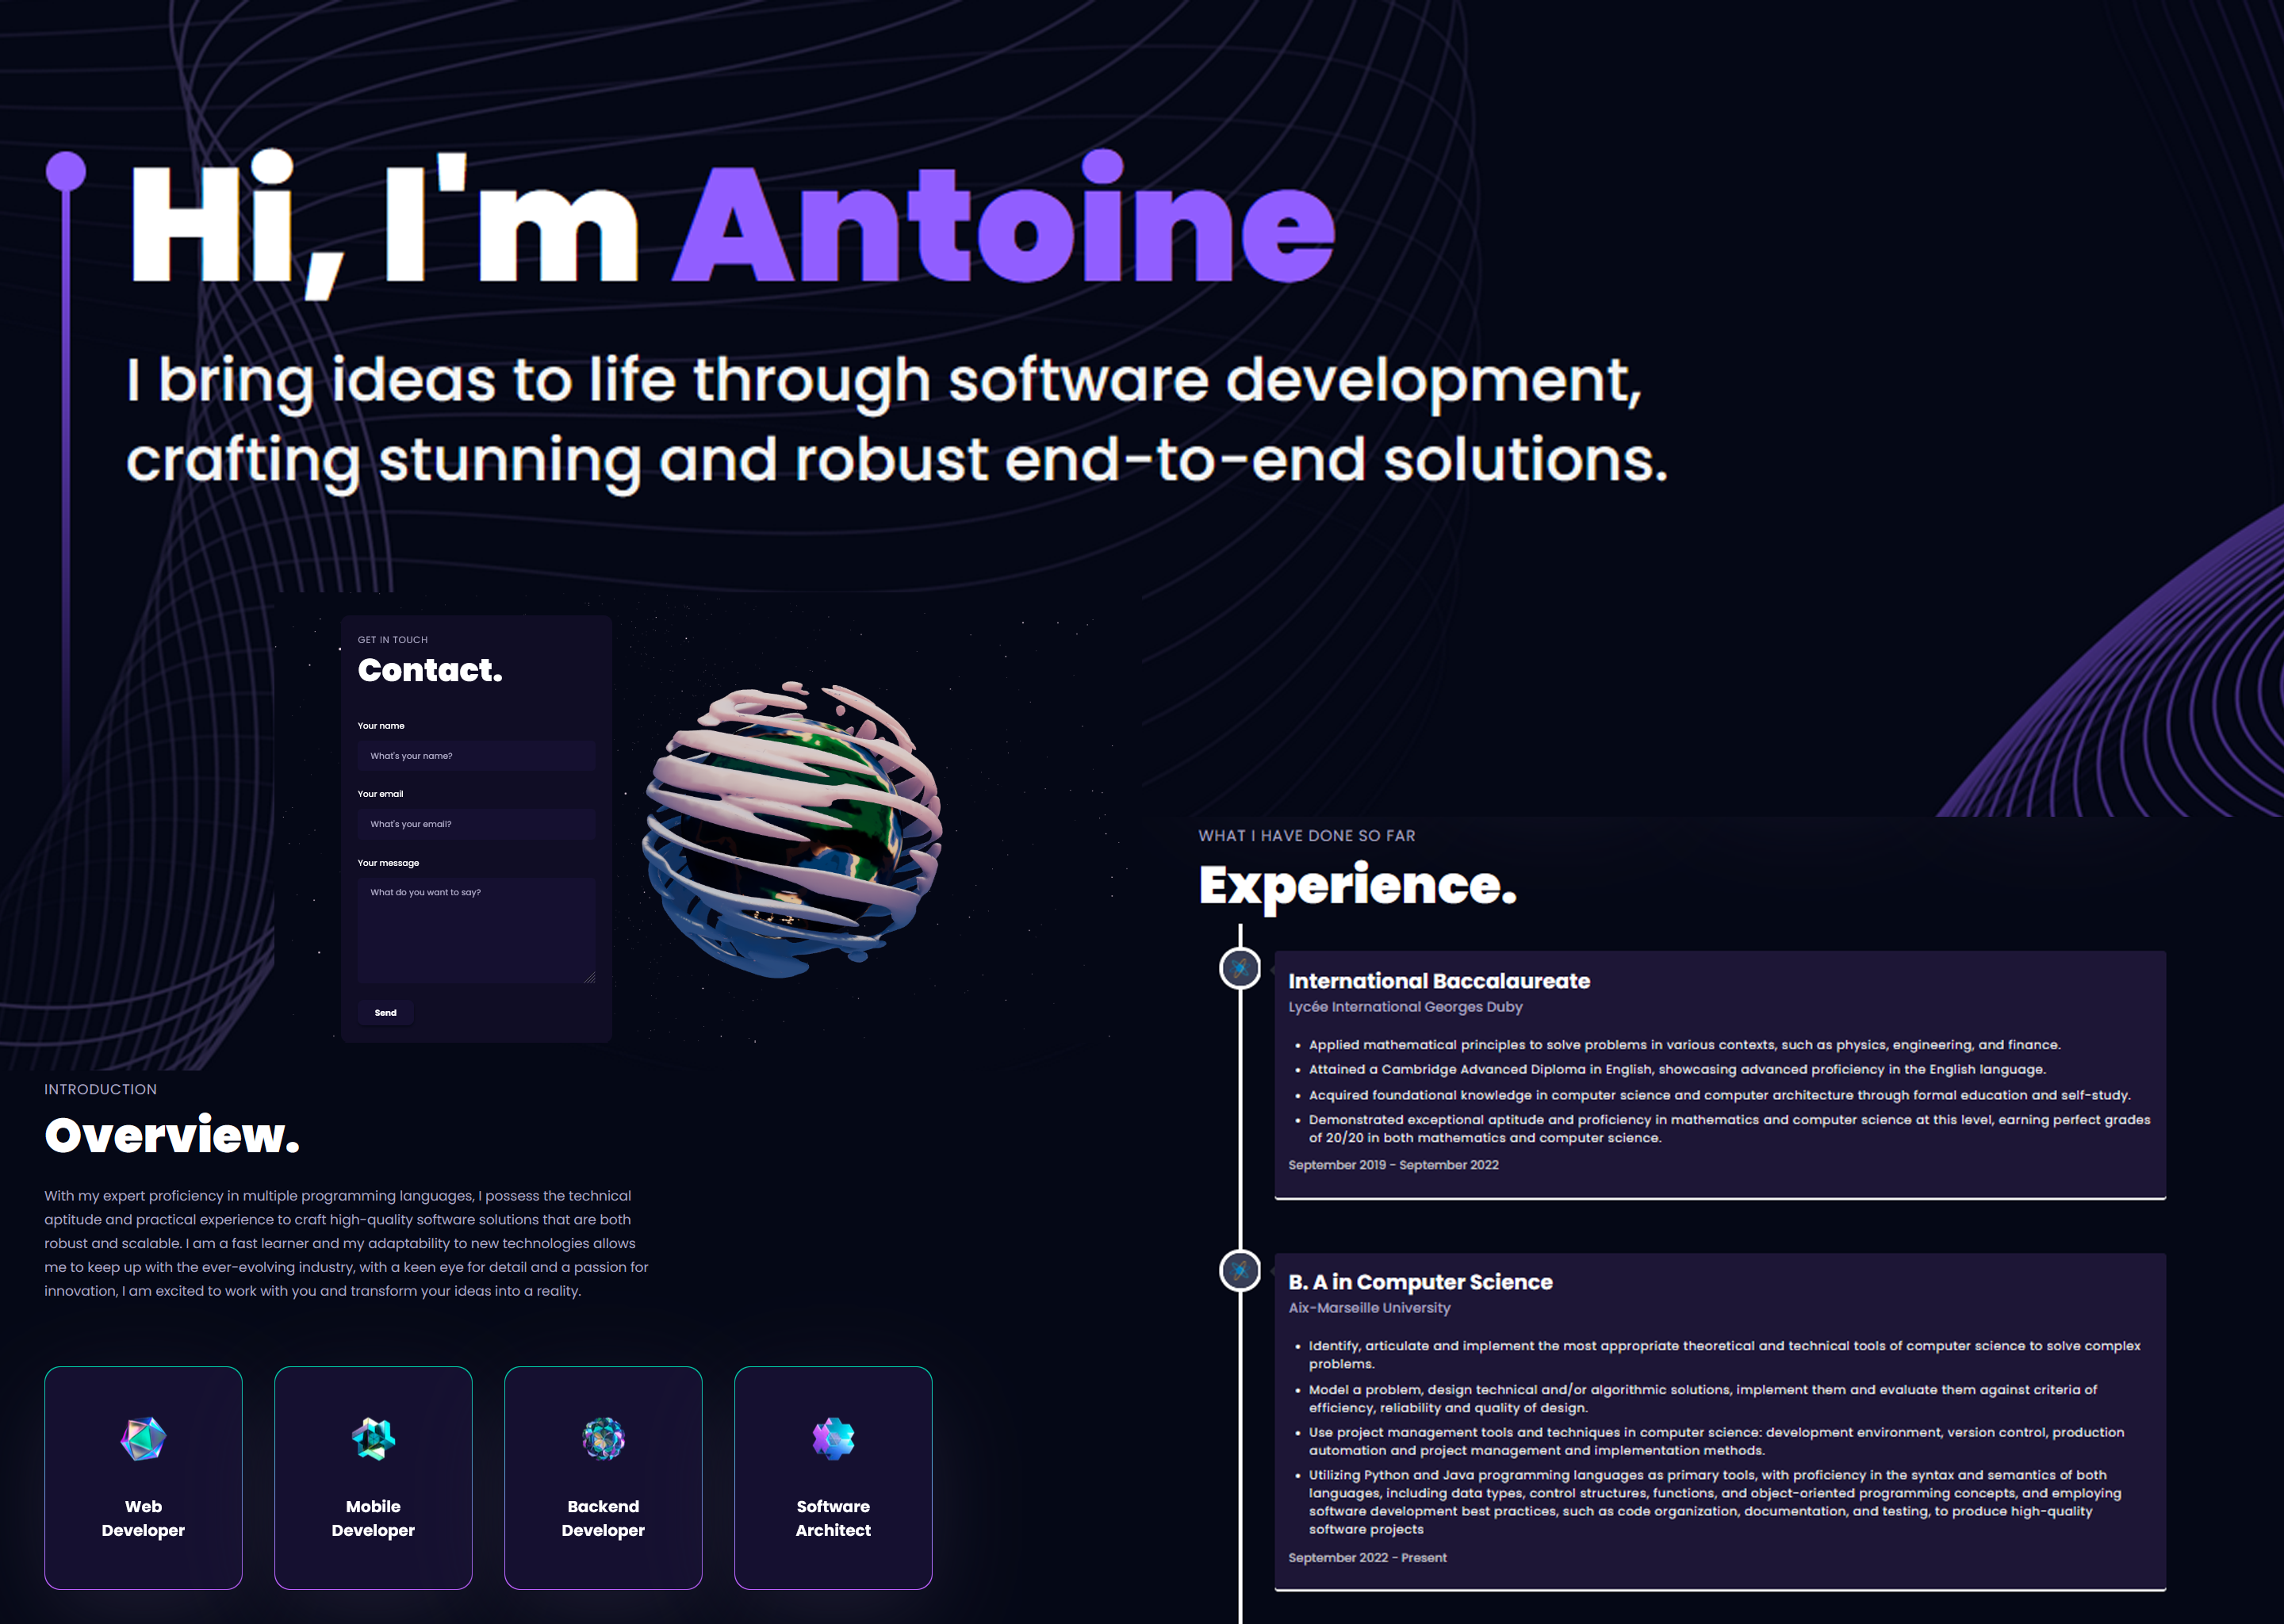 Hi, I'm Antoine
I bring ideas to life through software development,
crafting stunning and robust end-to-end solutions.
GET IN TOUCH
Contact.
Your name
What's your name?
Your email
What's your email?
Your message
What do you want to say?
Send
INTRODUCTION
Overview.
With my expert proficiency in multiple programming languages, I possess the technical
aptitude and practical experience to craft high-quality software solutions that are both
robust and scalable. I am a fast learner and my adaptability to new technologies allows
me to keep up with the ever-evolving industry, with a keen eye for detail and a passion for
innovation, I am excited to work with you and transform your ideas into a reality.
Web
Developer
Mobile
Developer
Backend
Developer
Software
Architect
WHAT I HAVE DONE SO FAR
Experience.
International Baccalaureate
Lycée International Georges Duby
• Applied mathematical principles to solve problems in various contexts, such as physics, engineering, and finance.
• Attained a Cambridge Advanced Diploma in English, showcasing advanced proficiency in the English language.
• Acquired foundational knowledge in computer science and computer architecture through formal education and self-study.
• Demonstrated exceptional aptitude and proficiency in mathematics and computer science at this level, earning perfect grades
of 20/20 in both mathematics and computer science.
September 2019 - September 2022
B. A in Computer Science
Aix-Marseille University
• Identify, articulate and implement the most appropriate theoretical and technical tools of computer science to solve complex
problems.
• Model a problem, design technical and/or algorithmic solutions, implement them and evaluate them against criteria of
efficiency, reliability and quality of design.
• Use project management tools and techniques in computer science: development environment, version control, production
automation and project management and implementation methods.
• Utilizing Python and Java programming languages as primary tools, with proficiency in the syntax and semantics of both
languages, including data types, control structures, functions, and object-oriented programming concepts, and employing
software development best practices, such as code organization, documentation, and testing, to produce high-quality
software projects
September 2022 - Present